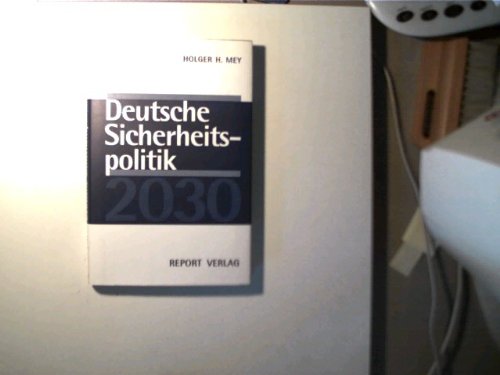 HOLGER H. MEY
Deutsche
Sicherheits-
politik
2030
REPORT VERLAG